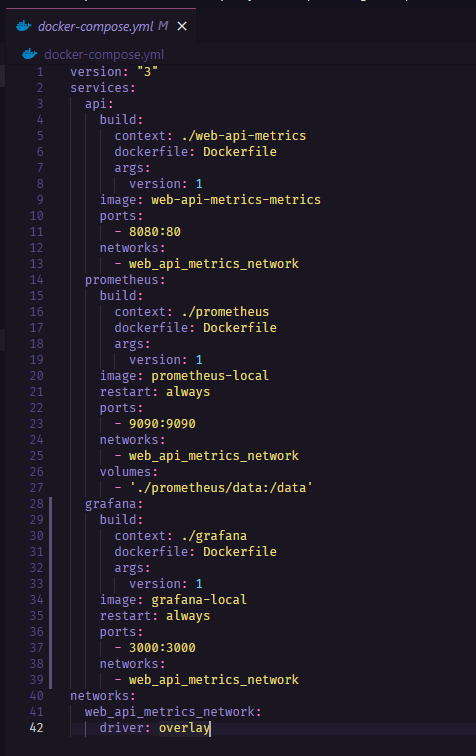 docker-compose.yml M ×
docker-compose.yml
1 version: "3"
2 services:
3   api:
4     build:
5       context: ./web-api-metrics
6       dockerfile: Dockerfile
7       args:
8         version: 1
9     image: web-api-metrics-metrics
10     ports:
11       - 8080:80
12     networks:
13       - web_api_metrics_network
14   prometheus:
15     build:
16       context: ./prometheus
17       dockerfile: Dockerfile
18       args:
19         version: 1
20     image: prometheus-local
21     restart: always
22     ports:
23       - 9090:9090
24     networks:
25       - web_api_metrics_network
26     volumes:
27       - './prometheus/data:/data'
28   grafana:
29     build:
30       context: ./grafana
31       dockerfile: Dockerfile
32       args:
33         version: 1
34     image: grafana-local
35     restart: always
36     ports:
37       - 3000:3000
38     networks:
39       - web_api_metrics_network
40 networks:
41   web_api_metrics_network:
42     driver: overlay